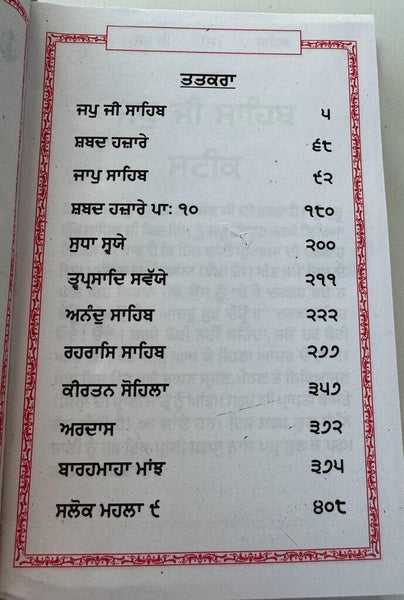 ਤਤਕਰਾ
ਜਪੁ ਜੀ ਸਾਹਿਬ ੫
ਸ਼ਬਦ ਹਜ਼ਾਰੇ ੬੮
ਜਾਪੁ ਸਾਹਿਬ ੯੨
ਸ਼ਬਦ ਹਜ਼ਾਰੇ ਪਾਃ ੧੦ ੧੮੦
ਸੁਧਾ ਸ੍ਵਯੇ ੨੦੦
ਤ੍ਵਪ੍ਰਸਾਦਿ ਸਵੱਯੇ ੨੧੧
ਅਨੰਦੁ ਸਾਹਿਬ ੨੨੨
ਰਹਰਾਸਿ ਸਾਹਿਬ ੨੭੭
ਕੀਰਤਨ ਸੋਹਿਲਾ ੩੫੭
ਅਰਦਾਸ ੩੭੨
ਬਾਰਹਮਾਹਾ ਮਾਂਝ ੩੭੫
ਸਲੋਕ ਮਹਲਾ ੯ ੪੦੮